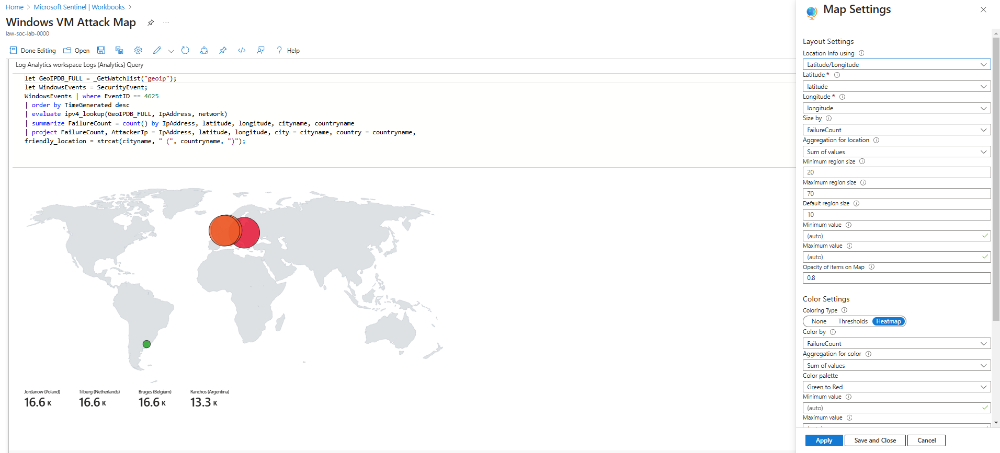 Home > Microsoft Sentinel | Workbooks >
Windows VM Attack Map
law-soc-lab-0000
Done Editing
Open
Help
Log Analytics workspace Logs (Analytics) Query
let GeoIPDB_FULL = _GetWatchlist("geoip");
let WindowsEvents = SecurityEvent;
WindowsEvents | where EventID == 4625
| order by TimeGenerated desc
| evaluate ipv4_lookup(GeoIPDB_FULL, IpAddress, network)
| summarize FailureCount = count() by IpAddress, latitude, longitude, cityname, countryname
| project FailureCount, AttackerIp = IpAddress, latitude, longitude, city = cityname, country = countryname,
friendly_location = strcat(cityname, " (", countryname, ")");
Jordanow (Poland)
16.6 K
Tilburg (Netherlands)
16.6 K
Bruges (Belgium)
16.6 K
Ranchos (Argentina)
13.3 K
Map Settings
Layout Settings
Location Info using
Latitude/Longitude
Latitude *
latitude
Longitude *
longitude
Size by
FailureCount
Aggregation for location
Sum of values
Minimum region size
20
Maximum region size
70
Default region size
10
Minimum value
(auto)
Maximum value
(auto)
Opacity of items on Map
0.8
Color Settings
Coloring Type
None Thresholds Heatmap
Color by
FailureCount
Aggregation for color
Sum of values
Color palette
Green to Red
Minimum value
(auto)
Maximum value
Apply
Save and Close
Cancel